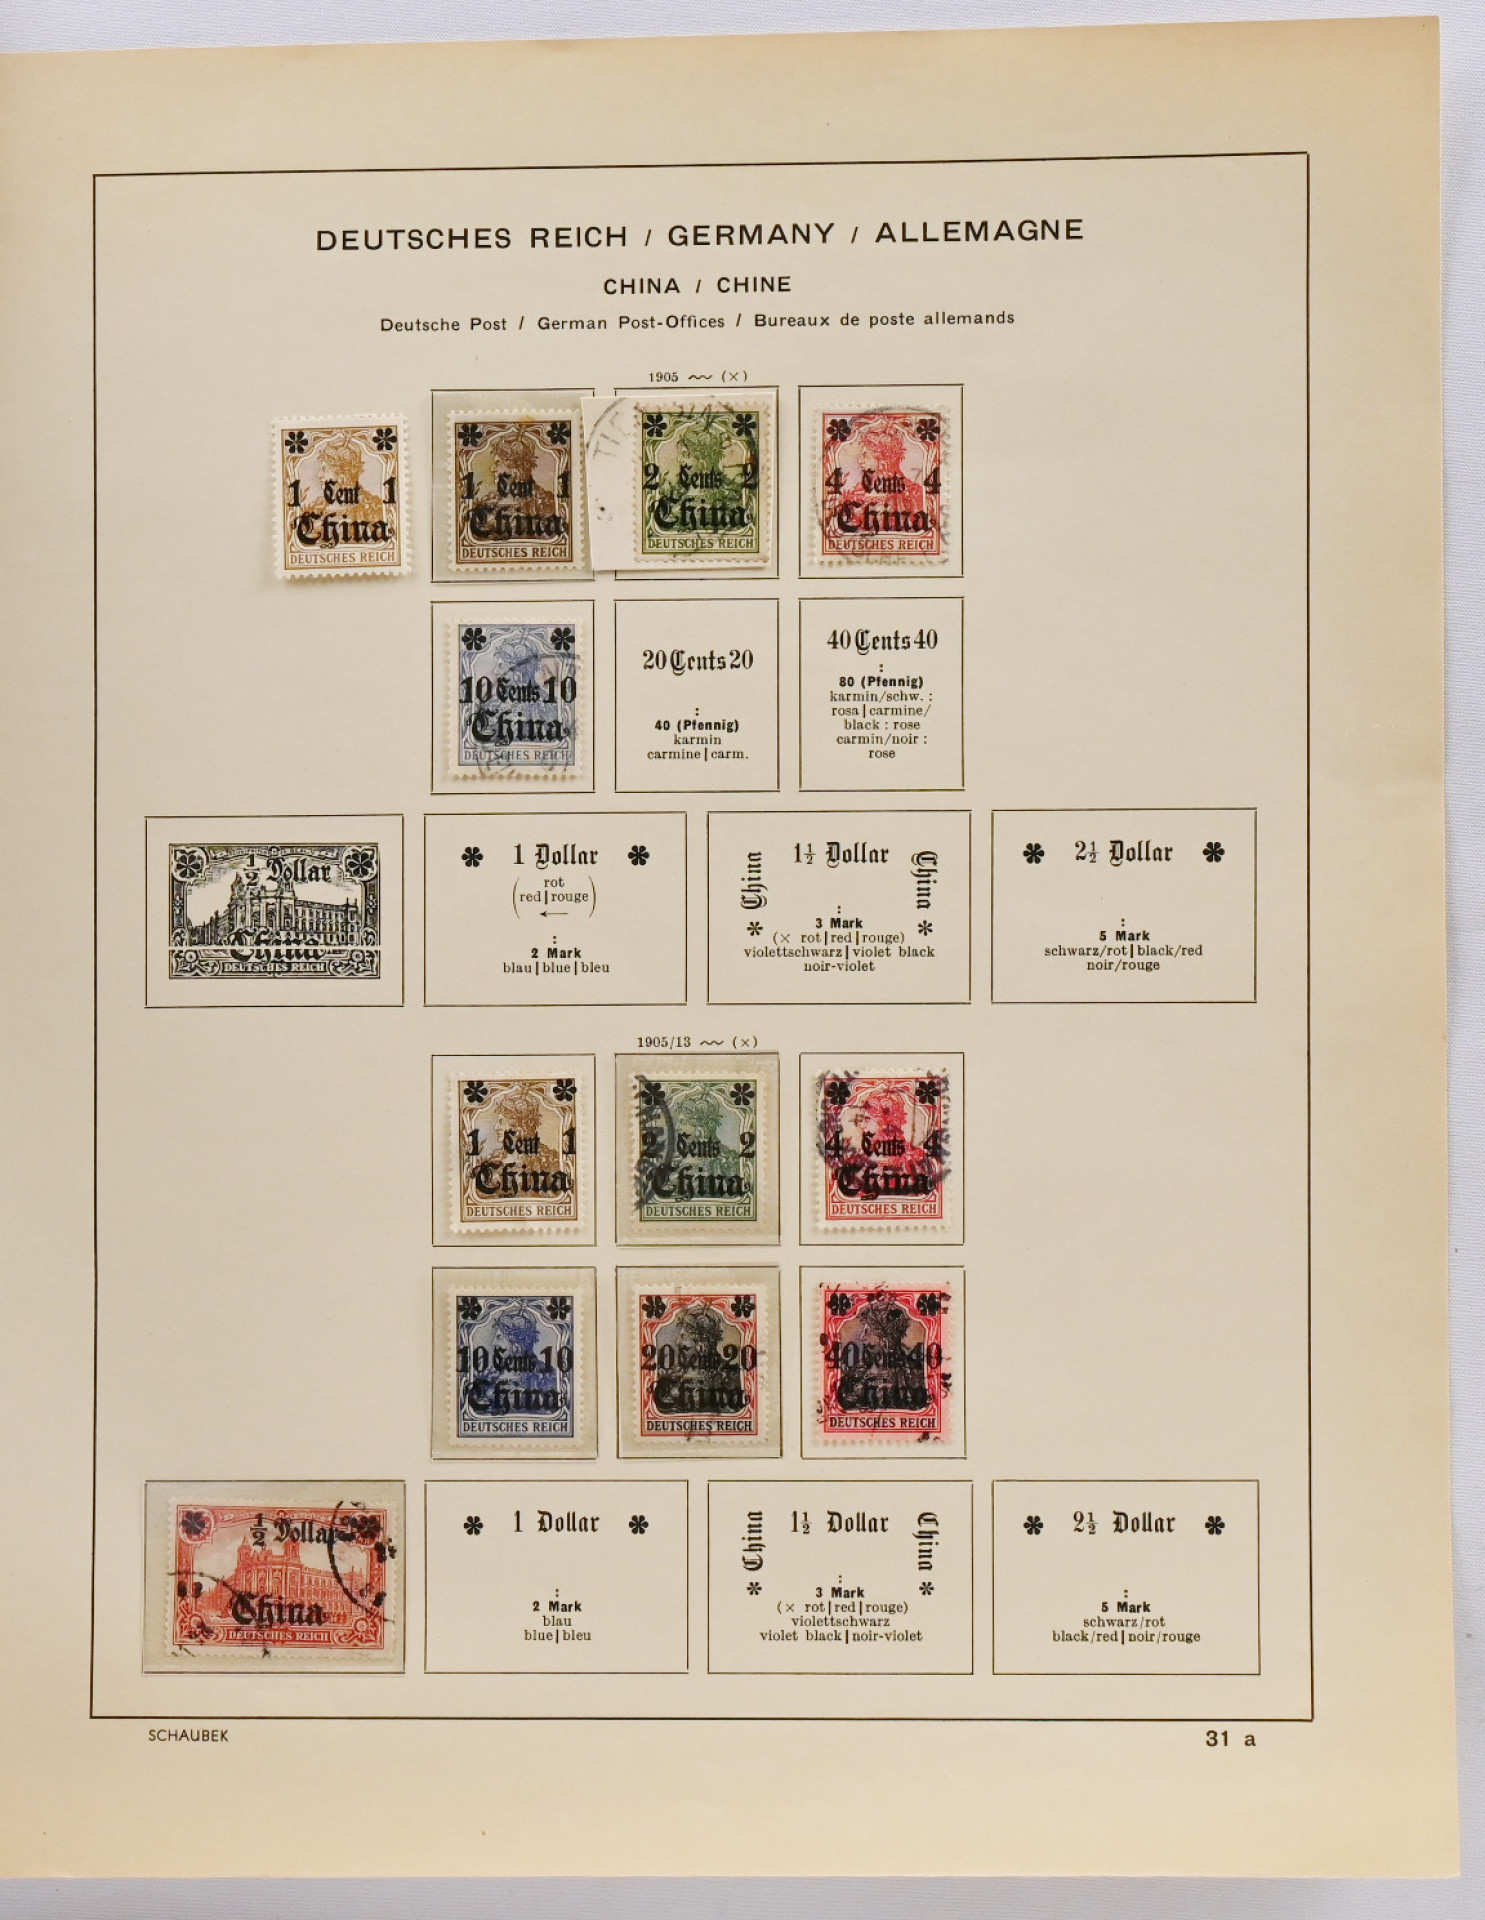 DEUTSCHES REICH / GERMANY / ALLEMAGNE
CHINA / CHINE
Deutsche Post / German Post-Offices / Bureaux de poste allemands
1905 (×)
1 Cent 1
China
DEUTSCHES REICH
1 Cent 1
China
DEUTSCHES REICH
2 Cents 2
China
DEUTSCHES REICH
4 Cents 4
China
DEUTSCHES REICH
10 Cents 10
China
DEUTSCHES REICH
20 Cents 20
:
40 (Pfennig)
karmin
carmine | carm.
40 Cents 40
:
80 (Pfennig)
karmin/schw. :
rosa | carmine/
black : rose
carmin/noir :
rose
½ Dollar
China
DEUTSCHES REICH
1 Dollar
rot
red | rouge
:
2 Mark
blau | blue | bleu
1½ Dollar
China
China
:
3 Mark
(× rot | red | rouge)
violettschwarz | violet black
noir-violet
2½ Dollar
:
5 Mark
schwarz/rot | black/red
noir/rouge
1905/13 (×)
1 Cent 1
China
DEUTSCHES REICH
2 Cents 2
China
DEUTSCHES REICH
4 Cents 4
China
DEUTSCHES REICH
10 Cents 10
China
DEUTSCHES REICH
20 Cents 20
China
DEUTSCHES REICH
40 Cents 40
China
DEUTSCHES REICH
½ Dollar
China
DEUTSCHES REICH
1 Dollar
:
2 Mark
blau
blue | bleu
1½ Dollar
China
China
:
3 Mark
(× rot | red | rouge)
violettschwarz
violet black | noir-violet
2½ Dollar
:
5 Mark
schwarz/rot
black/red | noir/rouge
SCHAUBEK
31 a